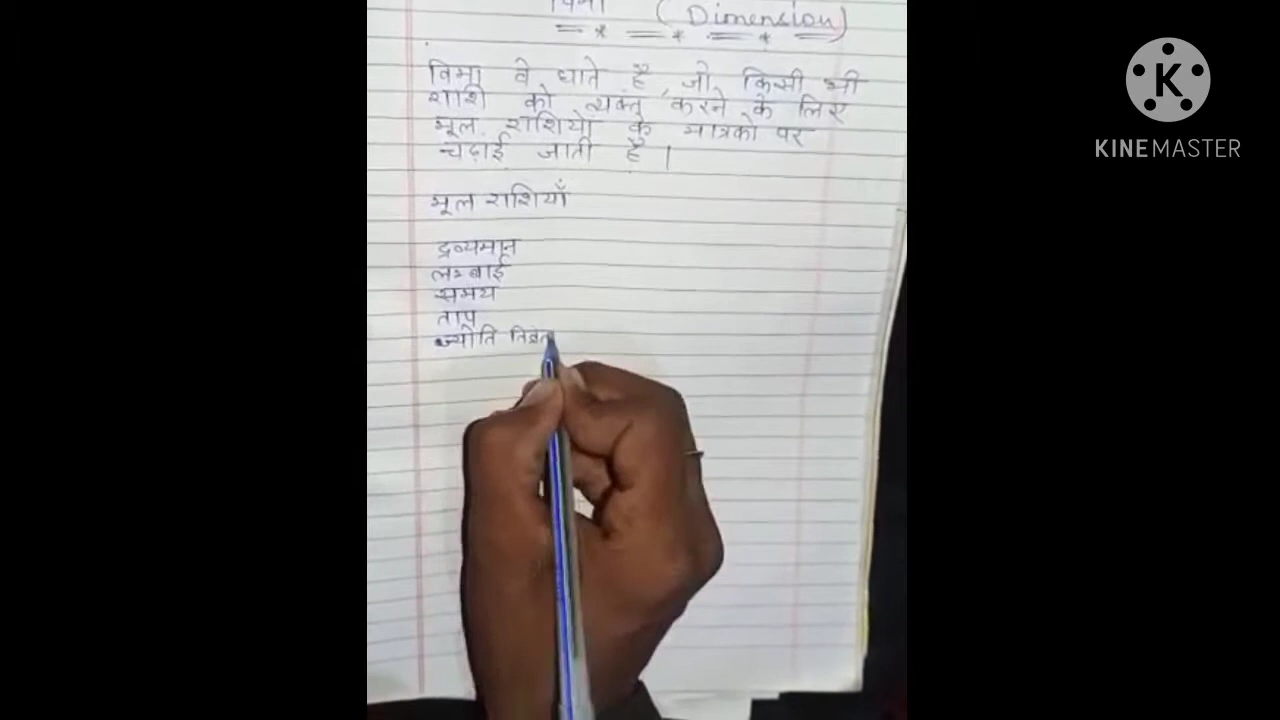 विमा (Dimension)
विमा वे घाते है, जो किसी भी
राशि को व्यक्त करने के लिए
मूल राशियो के मात्रको पर
चढ़ाई जाती है ।
मूल राशियाँ
द्रव्यमान
लम्बाई
समय
ताप
ज्योति तिव्रत
K
KINEMASTER